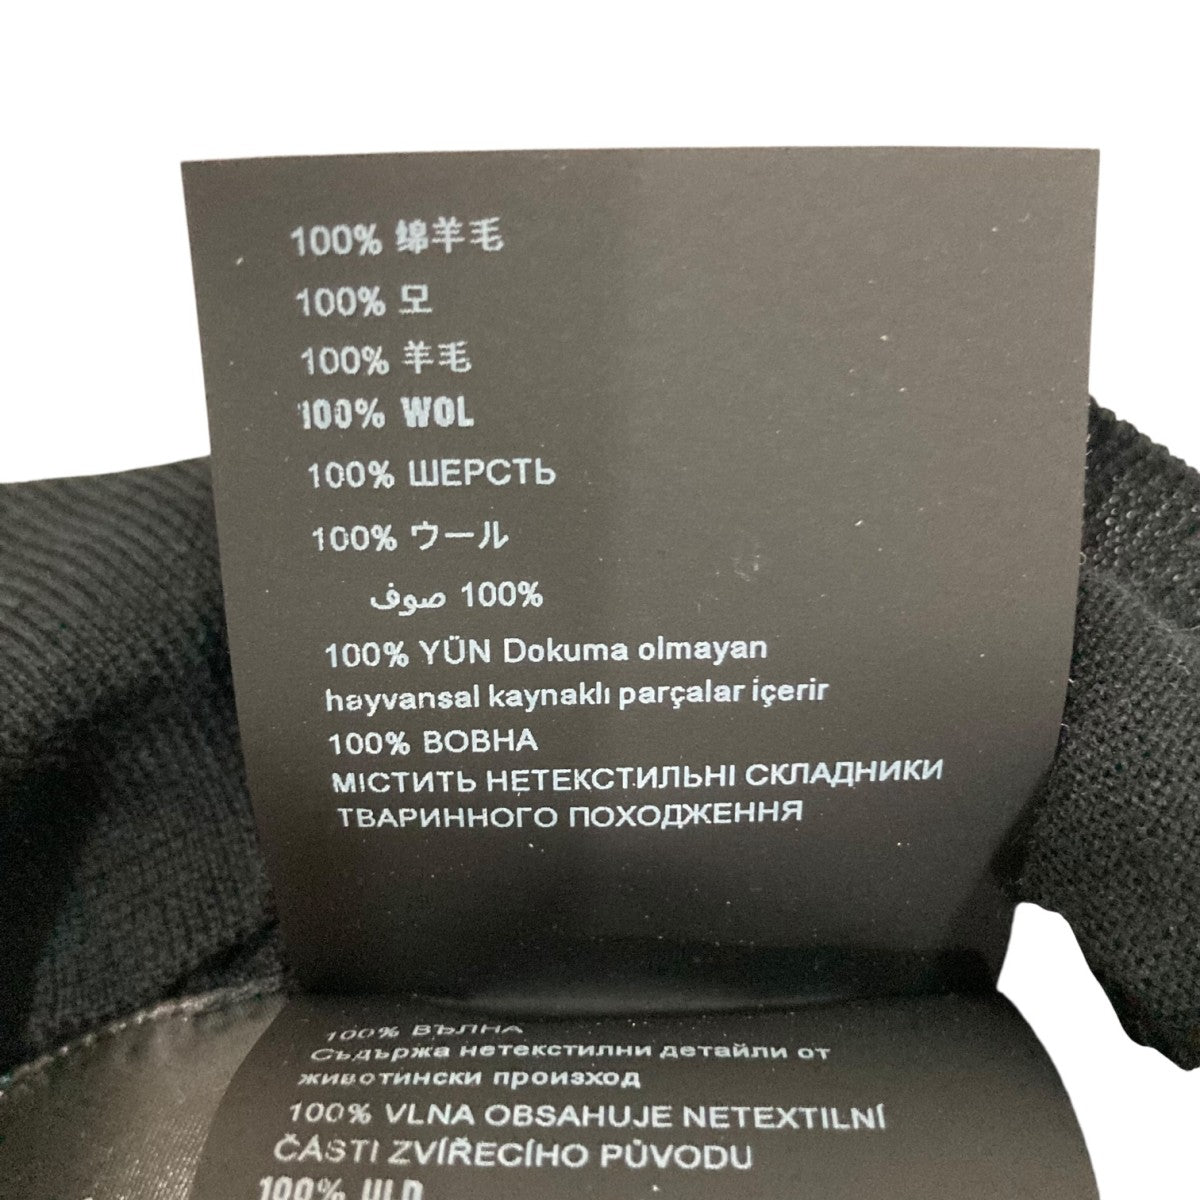 100% 绵羊毛
100% 모
100% 羊毛
100% WOL
100% ШЕРСТЬ
100% ウール
100% صوف
100% YÜN Dokuma olmayan
hayvansal kaynaklı parçalar içerir
100% ВОВНА
МІСТИТЬ НЕТЕКСТИЛЬНІ СКЛАДНИКИ
ТВАРИННОГО ПОХОДЖЕННЯ
100% ВЪЛНА
Съдържа нетекстилни детайли от
животински произход
100% VLNA OBSAHUJE NETEXTILNÍ
ČÁSTI ZVÍŘECÍHO PŮVODU
100% ULD